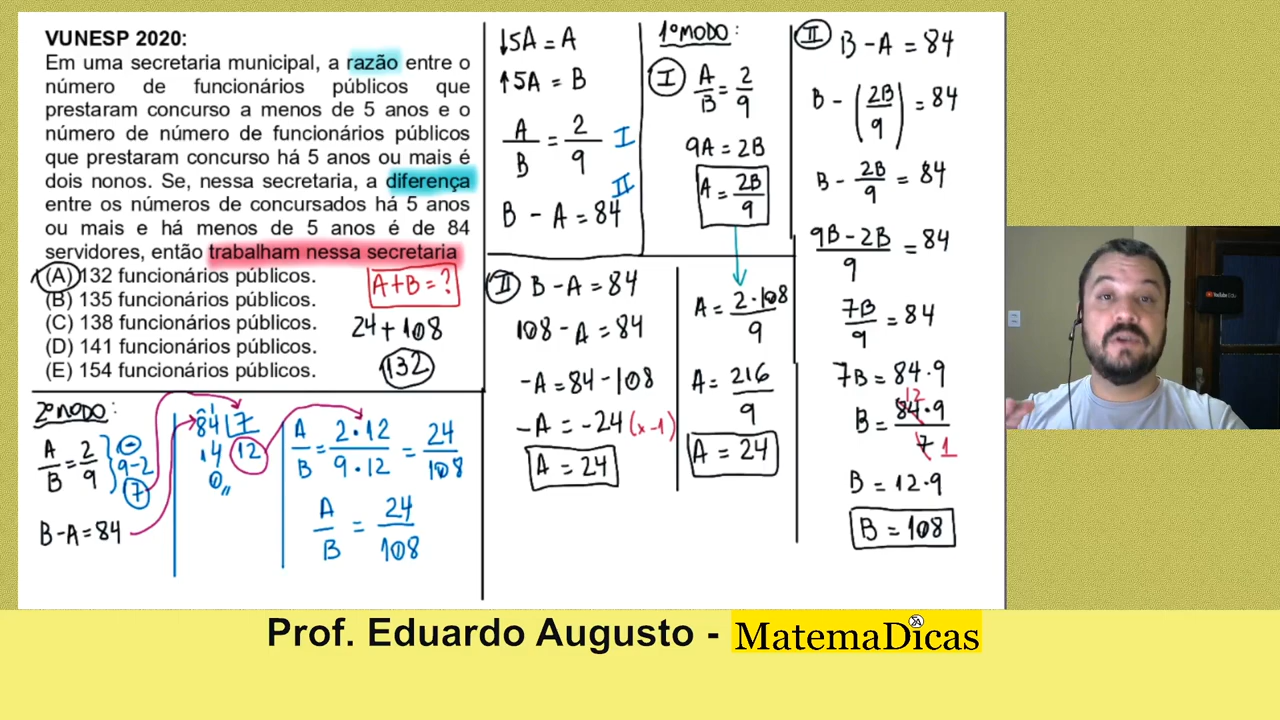 VUNESP 2020:
Em uma secretaria municipal, a razão entre o
número de funcionários públicos que
prestaram concurso a menos de 5 anos e o
número de número de funcionários públicos
que prestaram concurso há 5 anos ou mais é
dois nonos. Se, nessa secretaria, a diferença
entre os números de concursados há 5 anos
ou mais e há menos de 5 anos é de 84
servidores, então trabalham nessa secretaria
(A) 132 funcionários públicos.
(B) 135 funcionários públicos.
(C) 138 funcionários públicos.
(D) 141 funcionários públicos.
(E) 154 funcionários públicos.
A+B=?
24+108
132
↓5A = A
↑5A = B
A/B = 2/9 I
II
B - A = 84
1º MODO:
I A/B = 2/9
9A = 2B
A = 2B/9
II B - A = 84
B - (2B/9) = 84
B - 2B/9 = 84
9B - 2B/9 = 84
7B/9 = 84
7B = 84·9
12
B = 84·9/7 1
B = 12·9
B = 108
II B - A = 84
108 - A = 84
-A = 84 - 108
-A = -24 (x-1)
A = 24
A = 2·108/9
A = 216/9
A = 24
2º MODO:
A/B = 2/9 } - 9-2 7
B-A=84
84 7
14 12
0
A/B = 2·12/9·12 = 24/108
A/B = 24/108
YouTube Edu
Prof. Eduardo Augusto - MatemaDicas